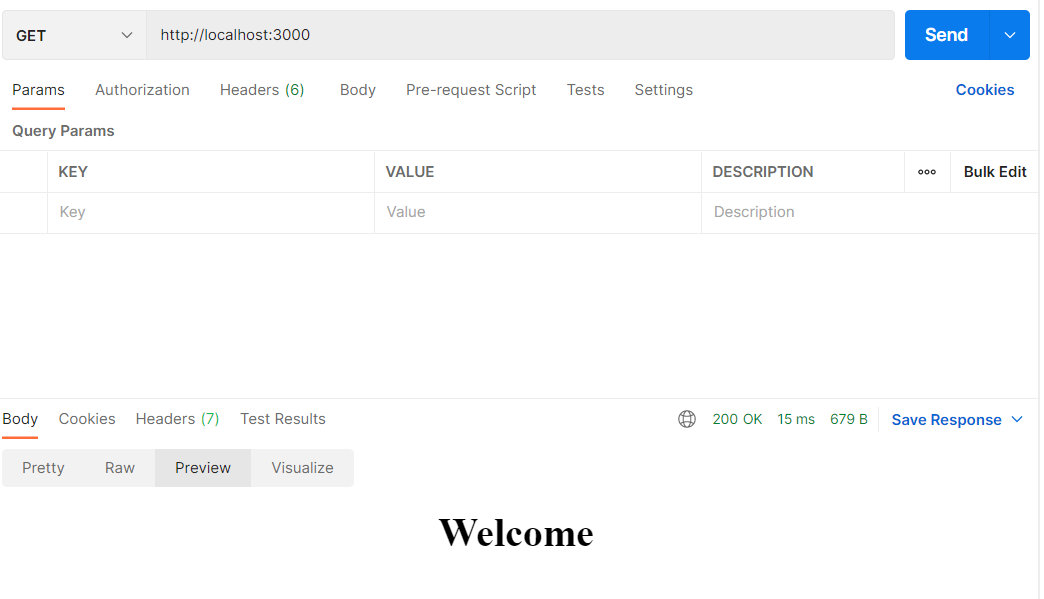 GET http://localhost:3000 Send
Params Authorization Headers (6) Body Pre-request Script Tests Settings Cookies
Query Params
KEY VALUE DESCRIPTION ooo Bulk Edit
Key Value Description
Body Cookies Headers (7) Test Results 200 OK 15 ms 679 B Save Response
Pretty Raw Preview Visualize
Welcome